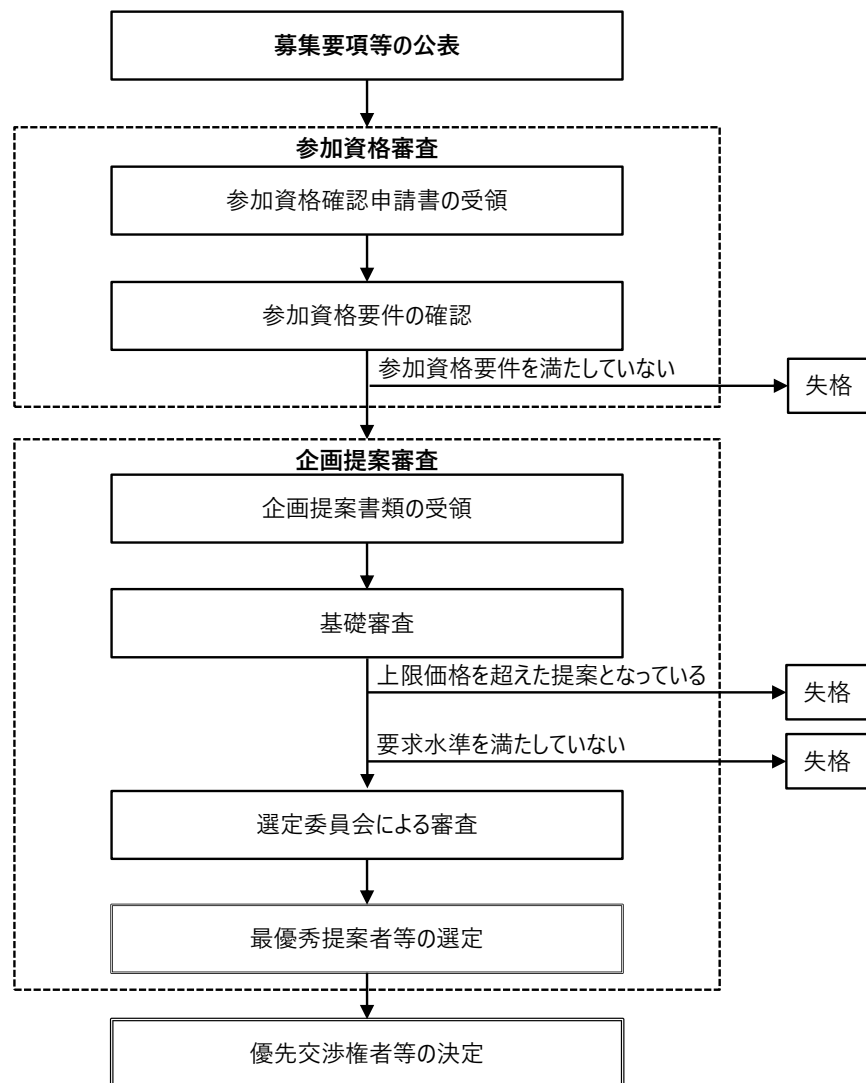 募集要項等の公表
参加資格審査
参加資格確認申請書の受領
参加資格要件の確認
参加資格要件を満たしていない
失格
企画提案審査
企画提案書類の受領
基礎審査
上限価格を超えた提案となっている
失格
要求水準を満たしていない
失格
選定委員会による審査
最優秀提案者等の選定
優先交渉権者等の決定